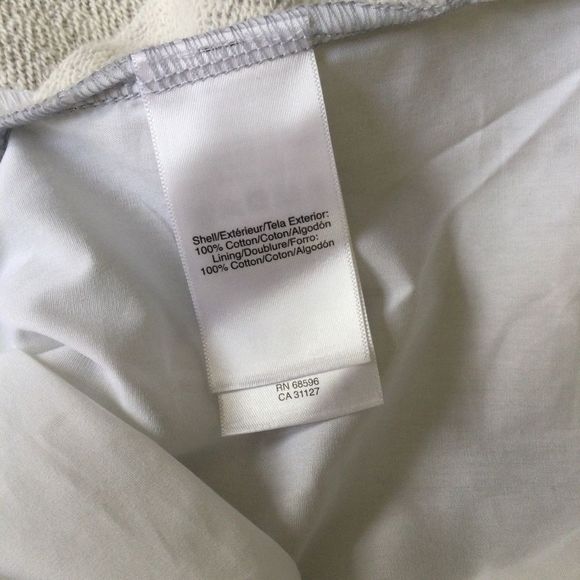 Shell/Extérieur/Tela Exterior:
100% Cotton/Coton/Algodón
Lining/Doublure/Forro:
100% Cotton/Coton/Algodón
RN 68596
CA 31127